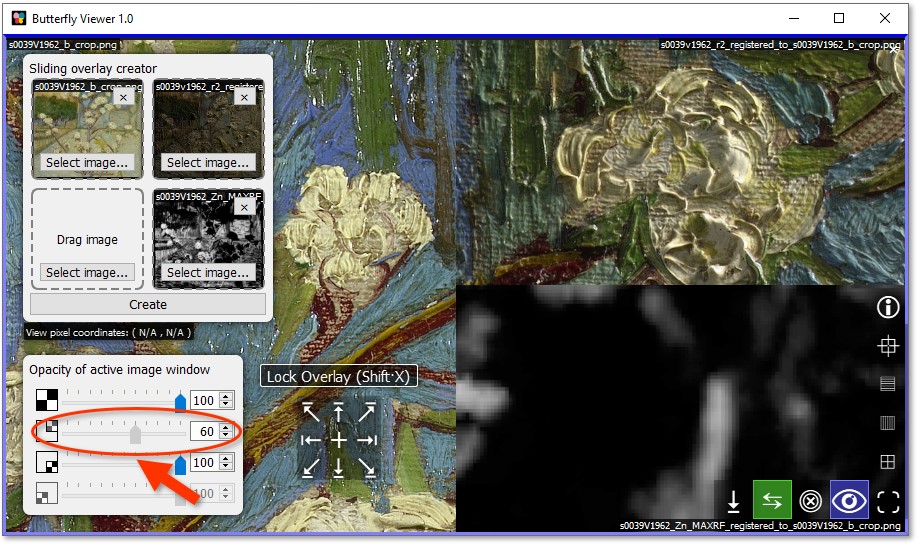 Butterfly Viewer 1.0
s0039V1962_b_crop.png
s0039v1962_r2_registered_to_s0039V1962_b_crop.png
Sliding overlay creator
s0039V1962_b_crop.png
s0039v1962_r2_registere
Select image...
Select image...
s0039V1962_Zn_MAXRF_
Drag image
Select image...
Select image...
Create
View pixel coordinates: ( N/A , N/A )
Opacity of active image window
100
60
100
100
Lock Overlay (Shift·X)
s0039V1962_Zn_MAXRF_registered_to_s0039V1962_b_crop.png